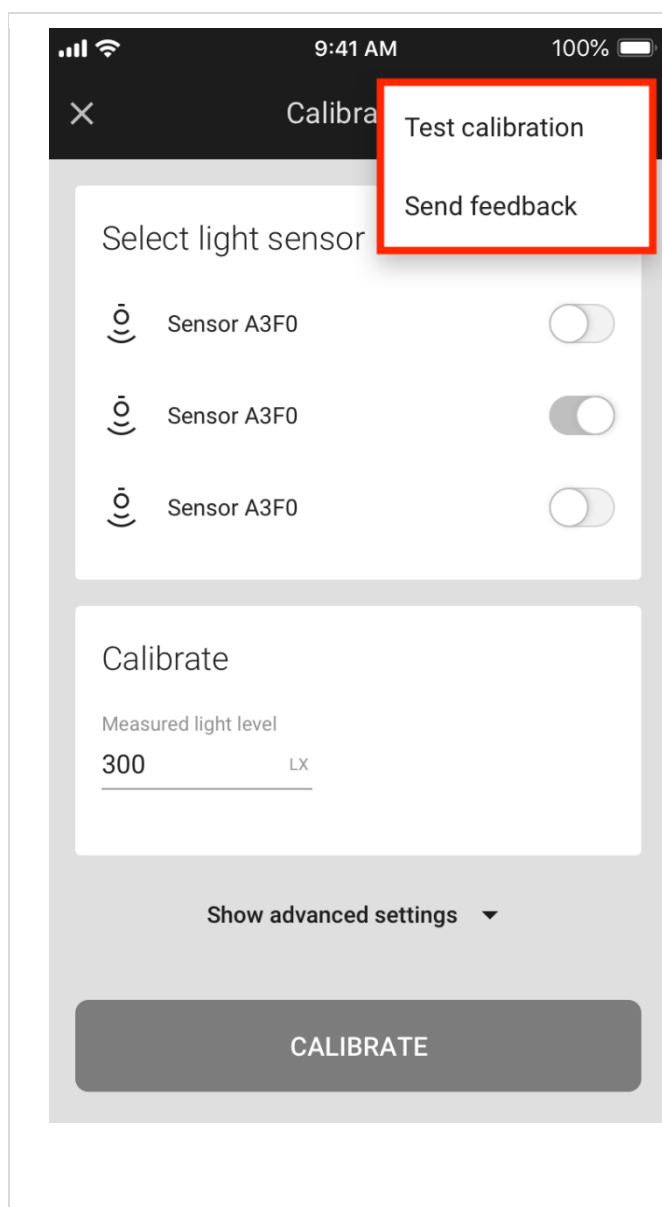 9:41 AM 100%
Calibra
Test calibration
Send feedback
Select light sensor
Sensor A3F0
Sensor A3F0
Sensor A3F0
Calibrate
Measured light level
300 LX
Show advanced settings
CALIBRATE